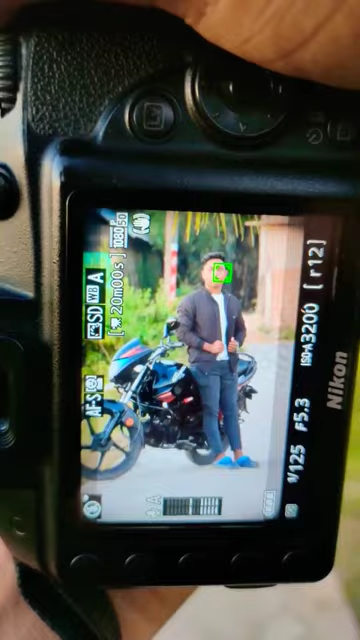 SD WB A 1080 P 50
[20m00s]
AF-S
1/125 F5.3 ISO-A 3200 [r12]
Nikon